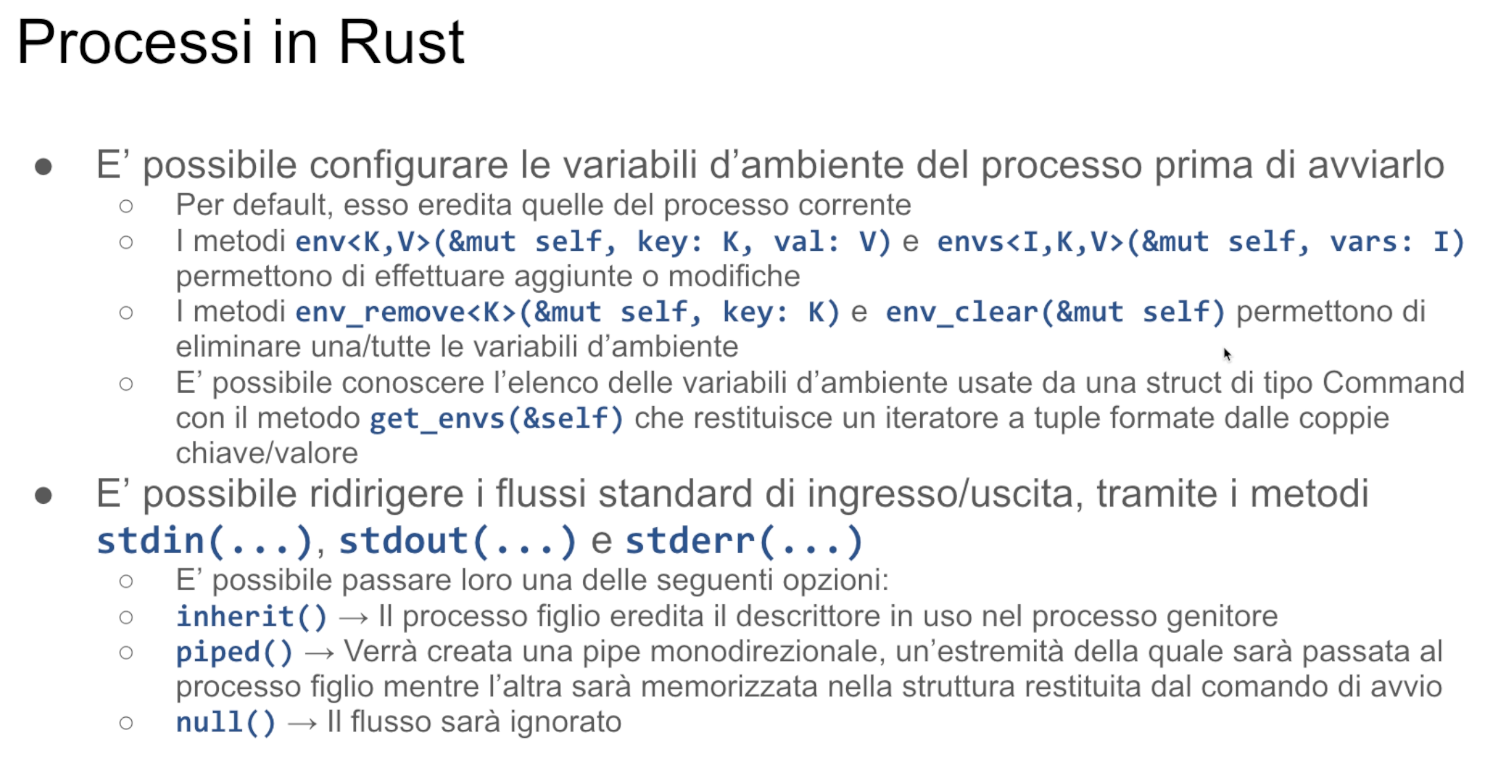 Processi in Rust
● E’ possibile configurare le variabili d’ambiente del processo prima di avviarlo
○ Per default, esso eredita quelle del processo corrente
○ I metodi env<K,V>(&mut self, key: K, val: V) e envs<I,K,V>(&mut self, vars: I)
permettono di effettuare aggiunte o modifiche
○ I metodi env_remove<K>(&mut self, key: K) e env_clear(&mut self) permettono di
eliminare una/tutte le variabili d’ambiente
○ E’ possibile conoscere l’elenco delle variabili d’ambiente usate da una struct di tipo Command
con il metodo get_envs(&self) che restituisce un iteratore a tuple formate dalle coppie
chiave/valore
● E’ possibile ridirigere i flussi standard di ingresso/uscita, tramite i metodi
stdin(...), stdout(...) e stderr(...)
○ E’ possibile passare loro una delle seguenti opzioni:
○ inherit() → Il processo figlio eredita il descrittore in uso nel processo genitore
○ piped() → Verrà creata una pipe monodirezionale, un’estremità della quale sarà passata al
processo figlio mentre l’altra sarà memorizzata nella struttura restituita dal comando di avvio
○ null() → Il flusso sarà ignorato